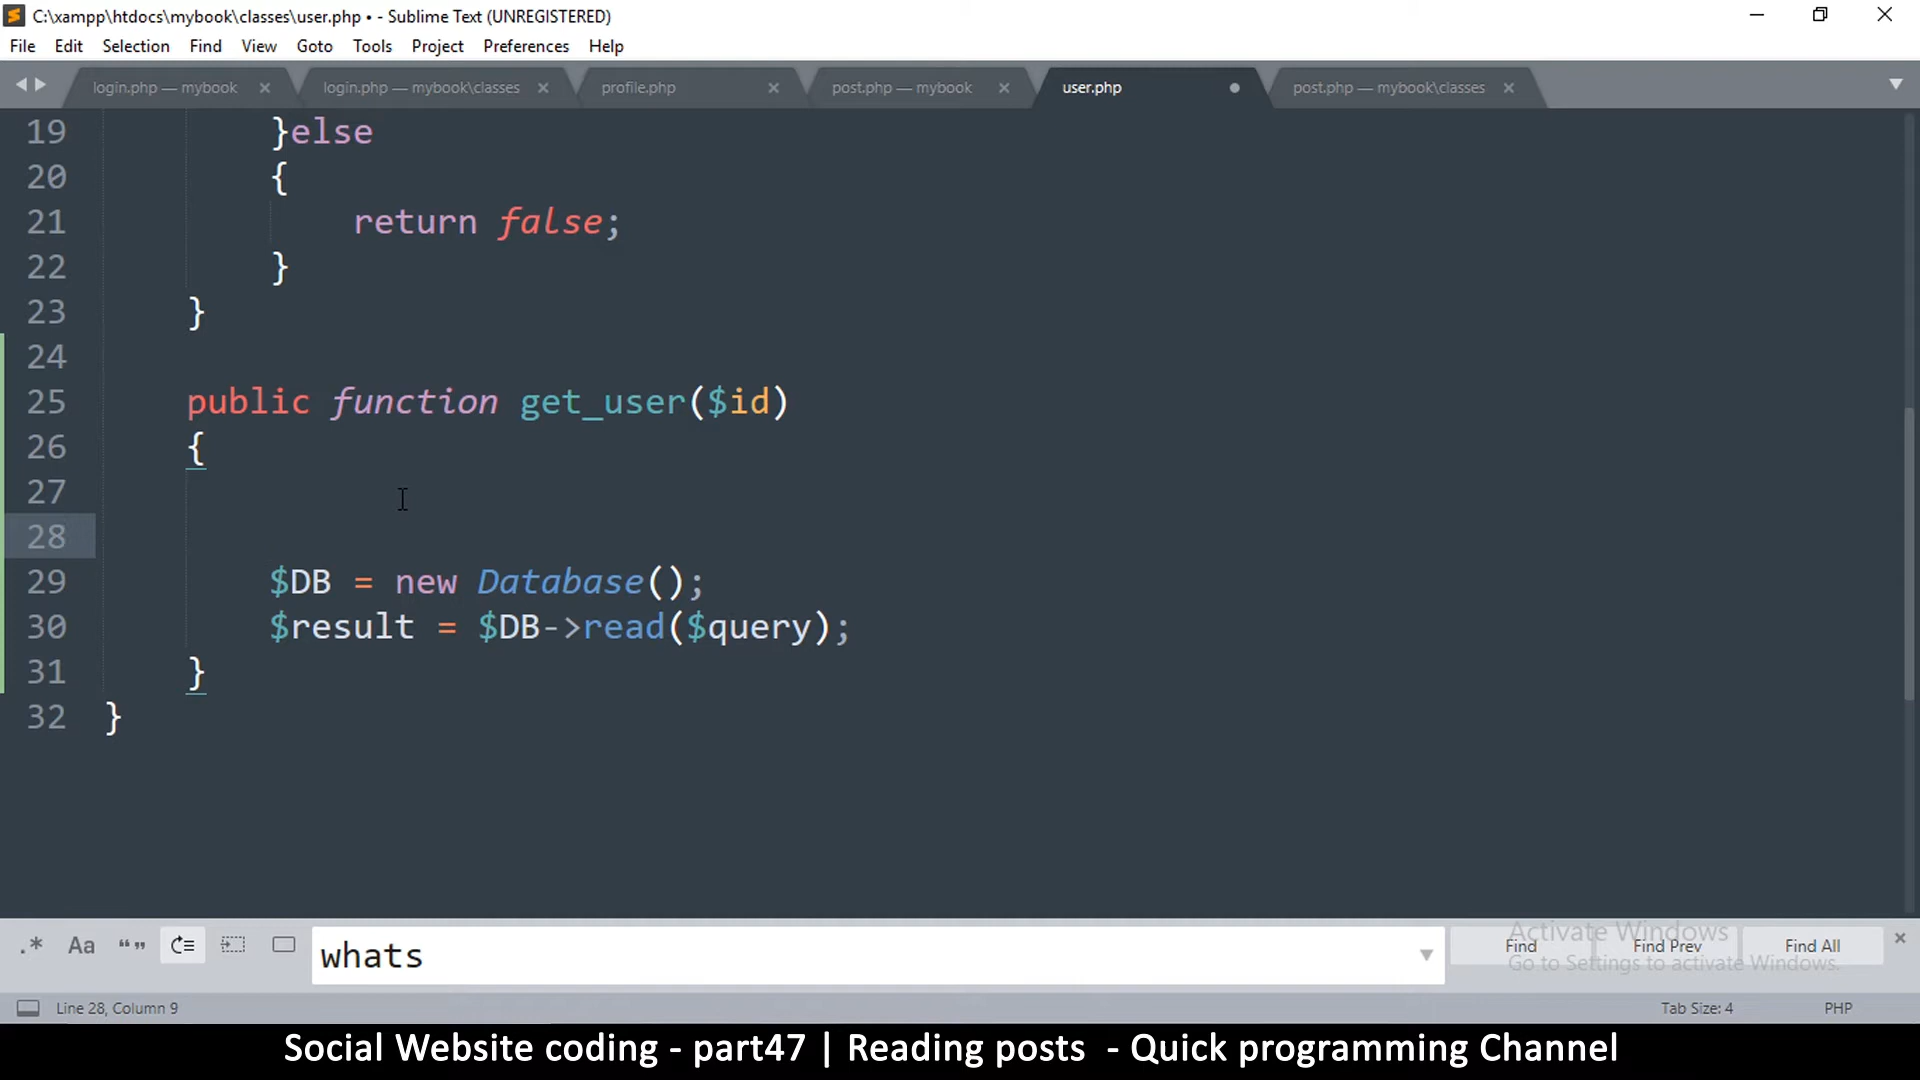 C:\xampp\htdocs\mybook\classes\user.php • - Sublime Text (UNREGISTERED)
File Edit Selection Find View Goto Tools Project Preferences Help
login.php — mybook login.php — mybook\classes profile.php post.php — mybook user.php post.php — mybook\classes
19 }else
20 {
21 return false;
22 }
23 }
24
25 public function get_user($id)
26 {
27
28
29 $DB = new Database();
30 $result = $DB->read($query);
31 }
32 }
.* Aa “” whats Find Find Prev Find All
Activate Windows
Go to Settings to activate Windows.
Line 28, Column 9 Tab Size: 4 PHP
Social Website coding - part47 | Reading posts - Quick programming Channel